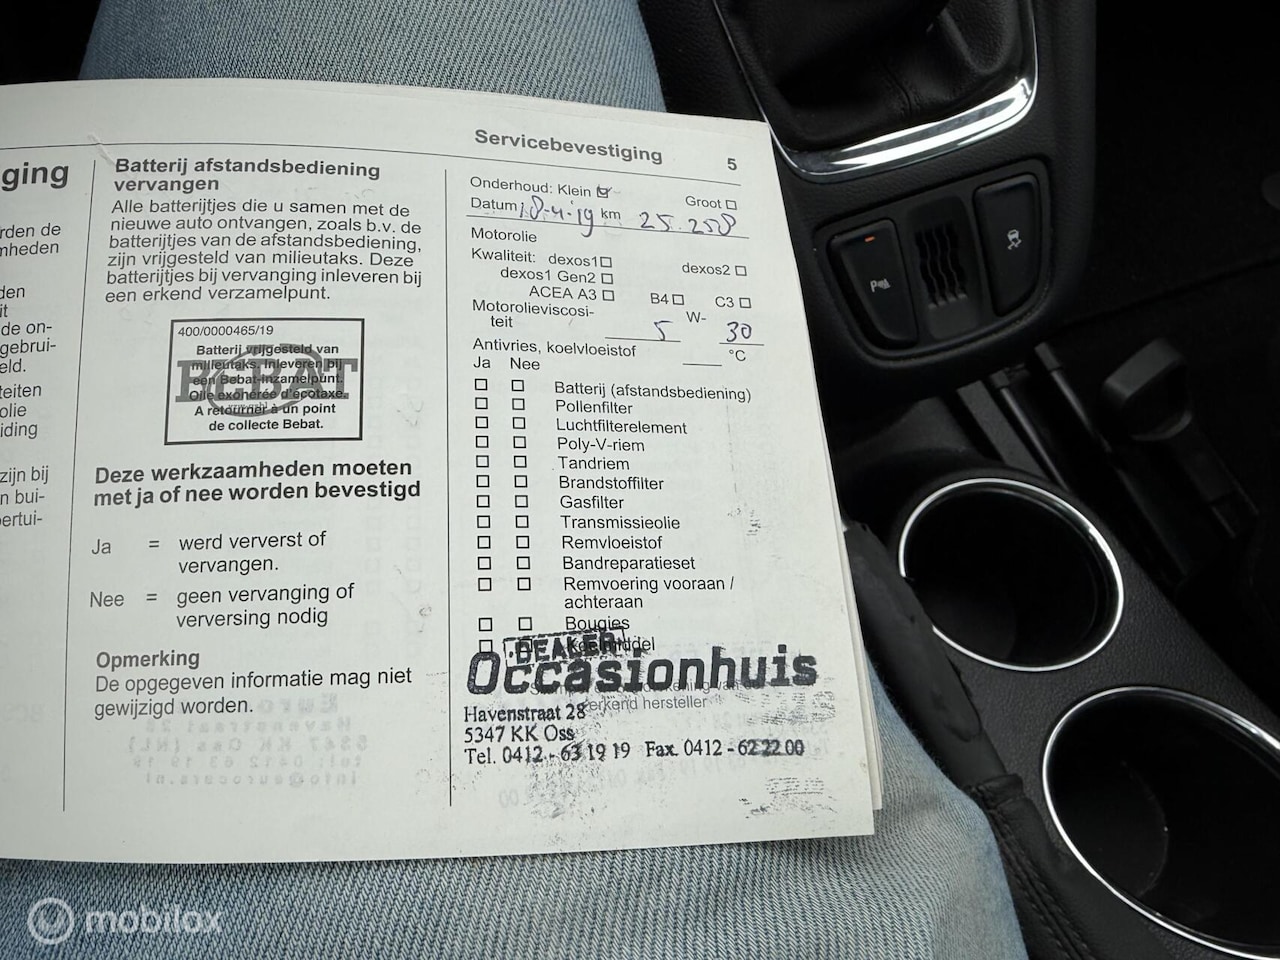 ging
rden de
mheden
den
it
de on-
gebrui-
eld.
teiten
olie
iding
zijn bij
n bui-
pertui-
Batterij afstandsbediening
vervangen
Alle batterijtjes die u samen met de
nieuwe auto ontvangen, zoals b.v. de
batterijtjes van de afstandsbediening,
zijn vrijgesteld van milieutaks. Deze
batterijtjes bij vervanging inleveren bij
een erkend verzamelpunt.
400/0000465/19
BEBAT
Batterij vrijgesteld van
milieutaks. Inleveren bij
een Bebat-Inzamelpunt.
Olie exonérée d'écotaxe.
A retourner à un point
de collecte Bebat.
Deze werkzaamheden moeten
met ja of nee worden bevestigd
Ja = werd ververst of
vervangen.
Nee = geen vervanging of
verversing nodig
Opmerking
De opgegeven informatie mag niet
gewijzigd worden.
Servicebevestiging 5
Onderhoud: Klein Groot
Datum 18-4-19 km 25.258
Motorolie
Kwaliteit: dexos1 dexos2
dexos1 Gen2
ACEA A3 B4 C3
Motorolieviscosi-
teit 5 W- 30
Antivries, koelvloeistof °C
Ja Nee
Batterij (afstandsbediening)
Pollenfilter
Luchtfilterelement
Poly-V-riem
Tandriem
Brandstoffilter
Gasfilter
Transmissieolie
Remvloeistof
Bandreparatieset
Remvoering vooraan /
achteraan
Bougies
DEALER
Occasionhuis
erkend hersteller
Havenstraat 28
5347 KK Oss
Tel. 0412 - 63 19 19 Fax. 0412 - 62 22 00
mobilox